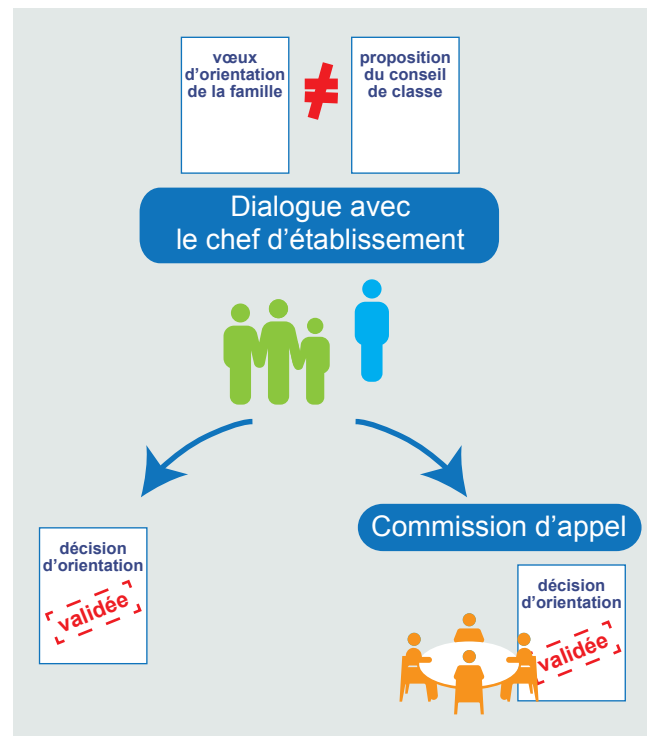 vœux
d'orientation
de la famille
≠
proposition
du conseil
de classe
Dialogue avec
le chef d’établissement
décision
d'orientation
validée
Commission d’appel
décision
d'orientation
validée